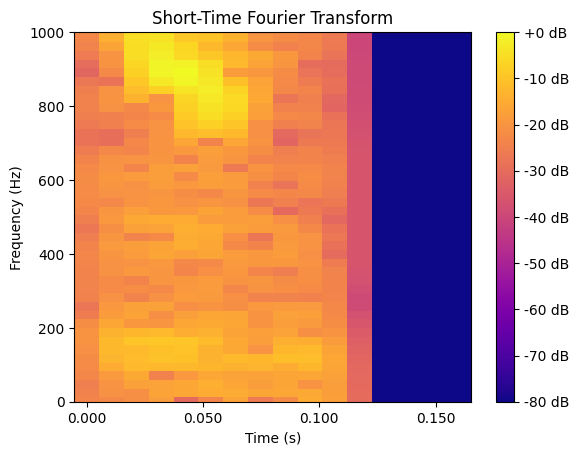 Short-Time Fourier Transform
1000
800
600
400
200
0
Frequency (Hz)
0.000
0.050
0.100
0.150
Time (s)
+0 dB
-10 dB
-20 dB
-30 dB
-40 dB
-50 dB
-60 dB
-70 dB
-80 dB